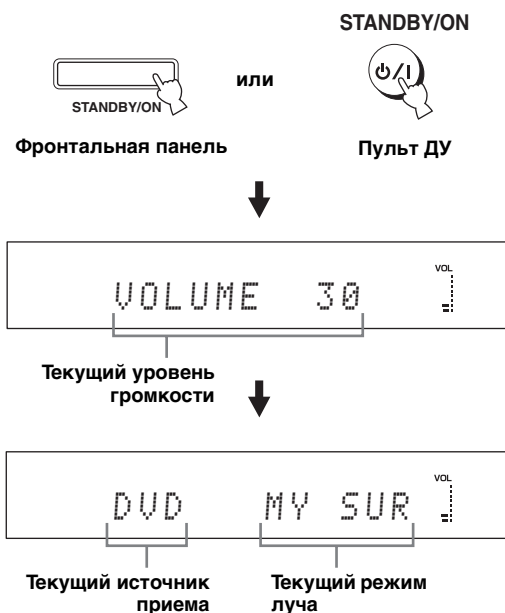 STANDBY/ON
или
STANDBY/ON
Фронтальная панель
Пульт ДУ
VOL
VOLUME 30
Текущий уровень
громкости
VOL
DVD MY SUR
Текущий источник
приема
Текущий режим
луча